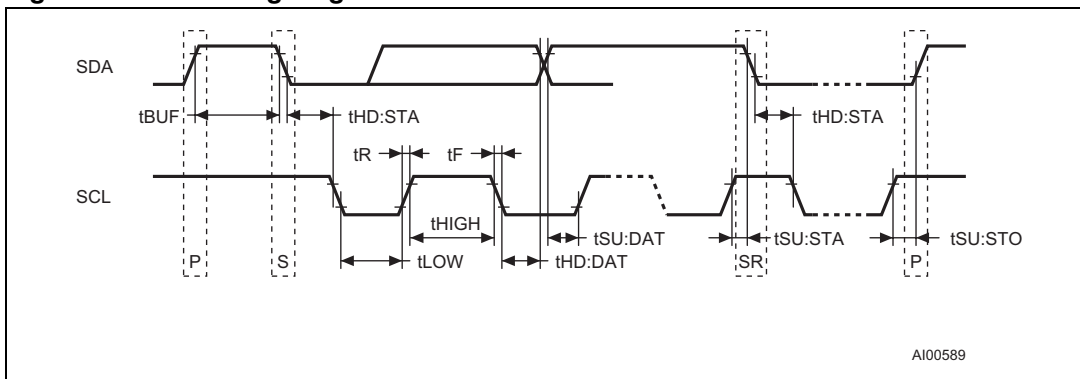 SDA
tBUF
tHD:STA
tHD:STA
tR
tF
SCL
tHIGH
tSU:DAT
tSU:STA
tSU:STO
P
S
tLOW
tHD:DAT
SR
P
AI00589